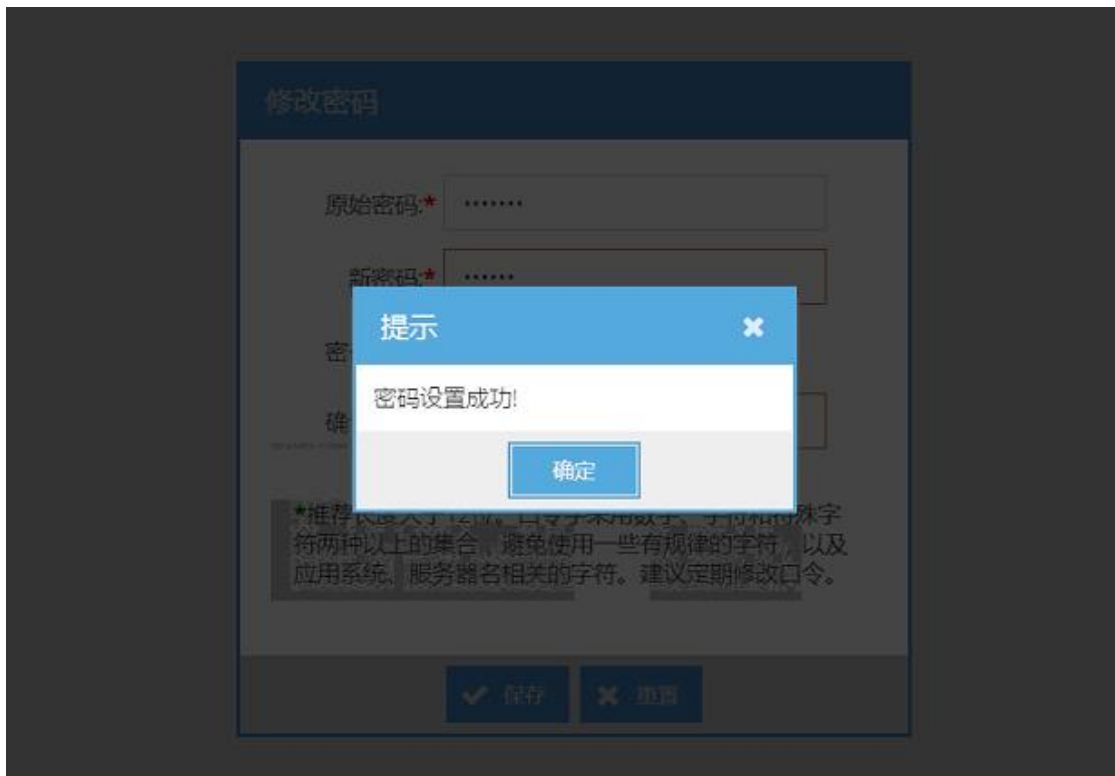 修改密码
原始密码:* •••••••
新密码:* ••••••
提示
密
密码设置成功!
确
确定
*推荐长度大于12位。口令字采用数字、字符和特殊字
符两种以上的集合，避免使用一些有规律的字符，以及
应用系统、服务器名相关的字符。建议定期修改口令。
保存 重置